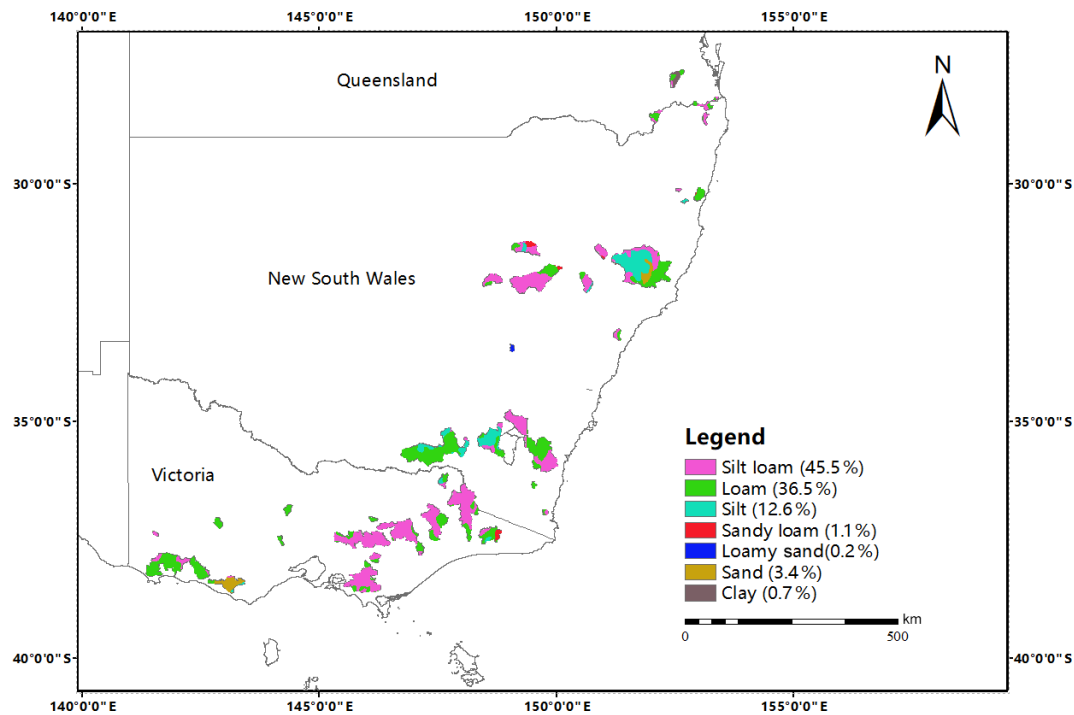 140°0'0"E 145°0'0"E 150°0'0"E 155°0'0"E
Queensland
N
30°0'0"S 30°0'0"S
New South Wales
35°0'0"S 35°0'0"S
Legend
Victoria
Silt loam (45.5%)
Loam (36.5%)
Silt (12.6%)
Sandy loam (1.1%)
Loamy sand(0.2%)
Sand (3.4%)
Clay (0.7%)
km
0 500
40°0'0"S 40°0'0"S
140°0'0"E 145°0'0"E 150°0'0"E 155°0'0"E